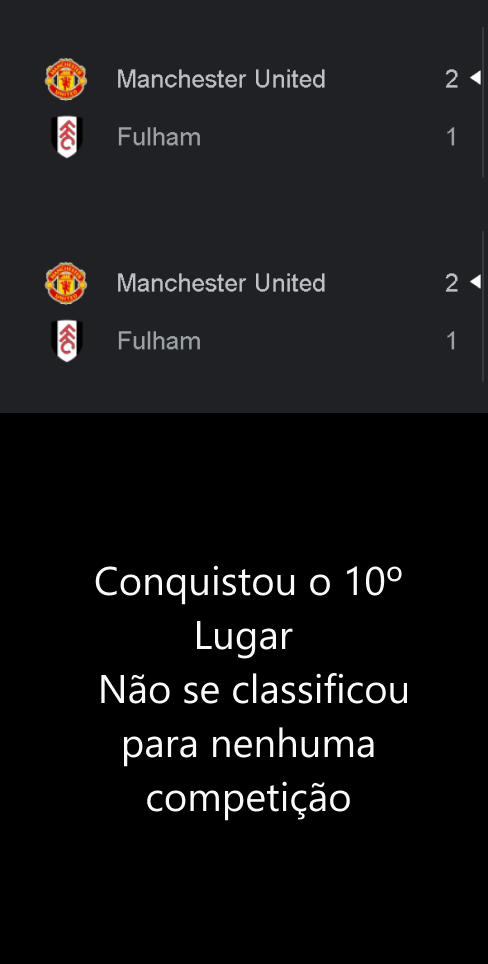 Manchester United 2
Fulham 1
Manchester United 2
Fulham 1
Conquistou o 10º
Lugar
Não se classificou
para nenhuma
competição